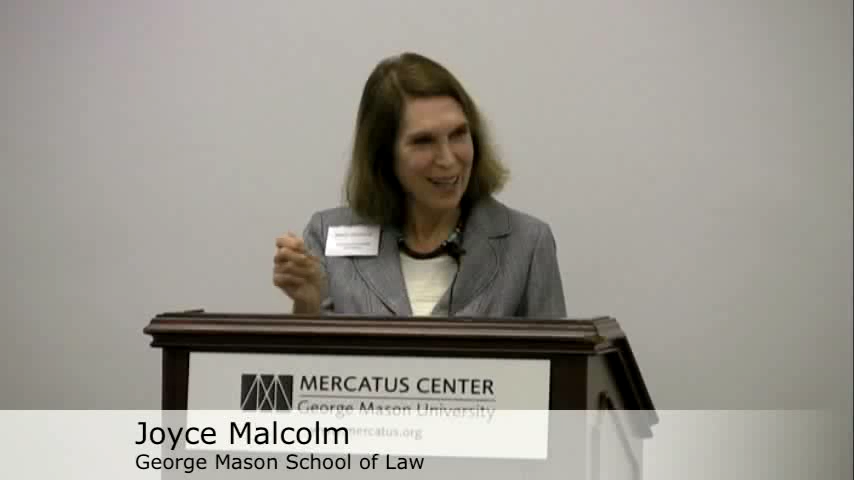 MERCATUS CENTER
George Mason University
mercatus.org
Joyce Malcolm
George Mason School of Law